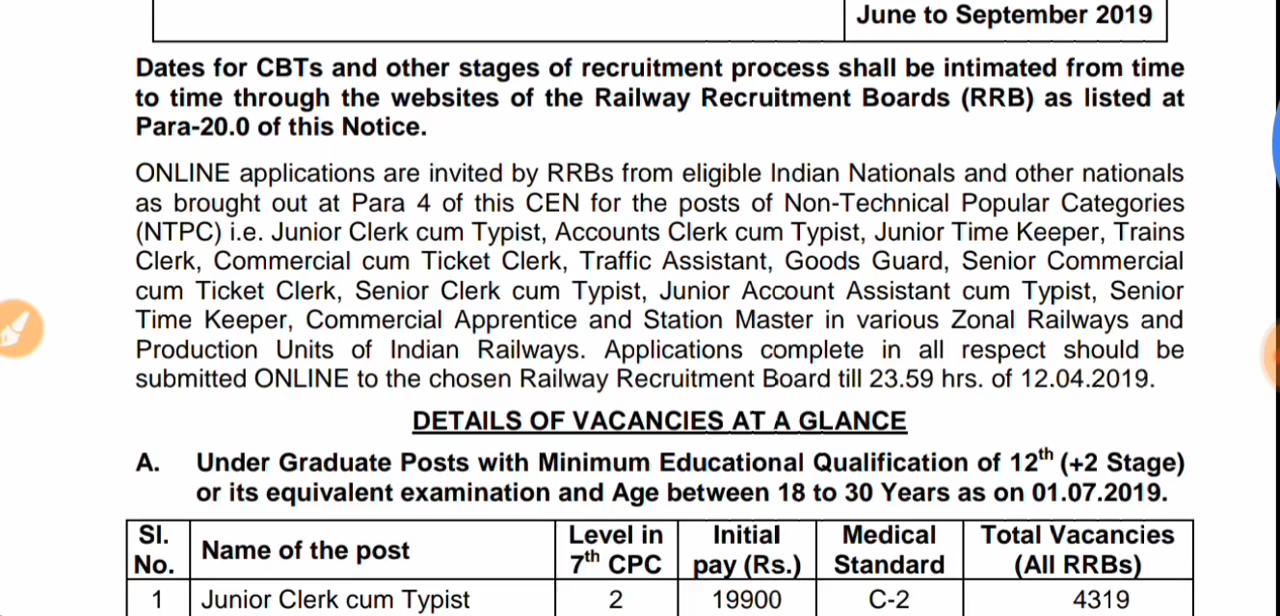 June to September 2019
Dates for CBTs and other stages of recruitment process shall be intimated from time
to time through the websites of the Railway Recruitment Boards (RRB) as listed at
Para-20.0 of this Notice.
ONLINE applications are invited by RRBs from eligible Indian Nationals and other nationals
as brought out at Para 4 of this CEN for the posts of Non-Technical Popular Categories
(NTPC) i.e. Junior Clerk cum Typist, Accounts Clerk cum Typist, Junior Time Keeper, Trains
Clerk, Commercial cum Ticket Clerk, Traffic Assistant, Goods Guard, Senior Commercial
cum Ticket Clerk, Senior Clerk cum Typist, Junior Account Assistant cum Typist, Senior
Time Keeper, Commercial Apprentice and Station Master in various Zonal Railways and
Production Units of Indian Railways. Applications complete in all respect should be
submitted ONLINE to the chosen Railway Recruitment Board till 23.59 hrs. of 12.04.2019.
DETAILS OF VACANCIES AT A GLANCE
A. Under Graduate Posts with Minimum Educational Qualification of 12th (+2 Stage)
or its equivalent examination and Age between 18 to 30 Years as on 01.07.2019.
Sl. No. Name of the post Level in 7th CPC Initial pay (Rs.) Medical Standard Total Vacancies (All RRBs)
1 Junior Clerk cum Typist 2 19900 C-2 4319